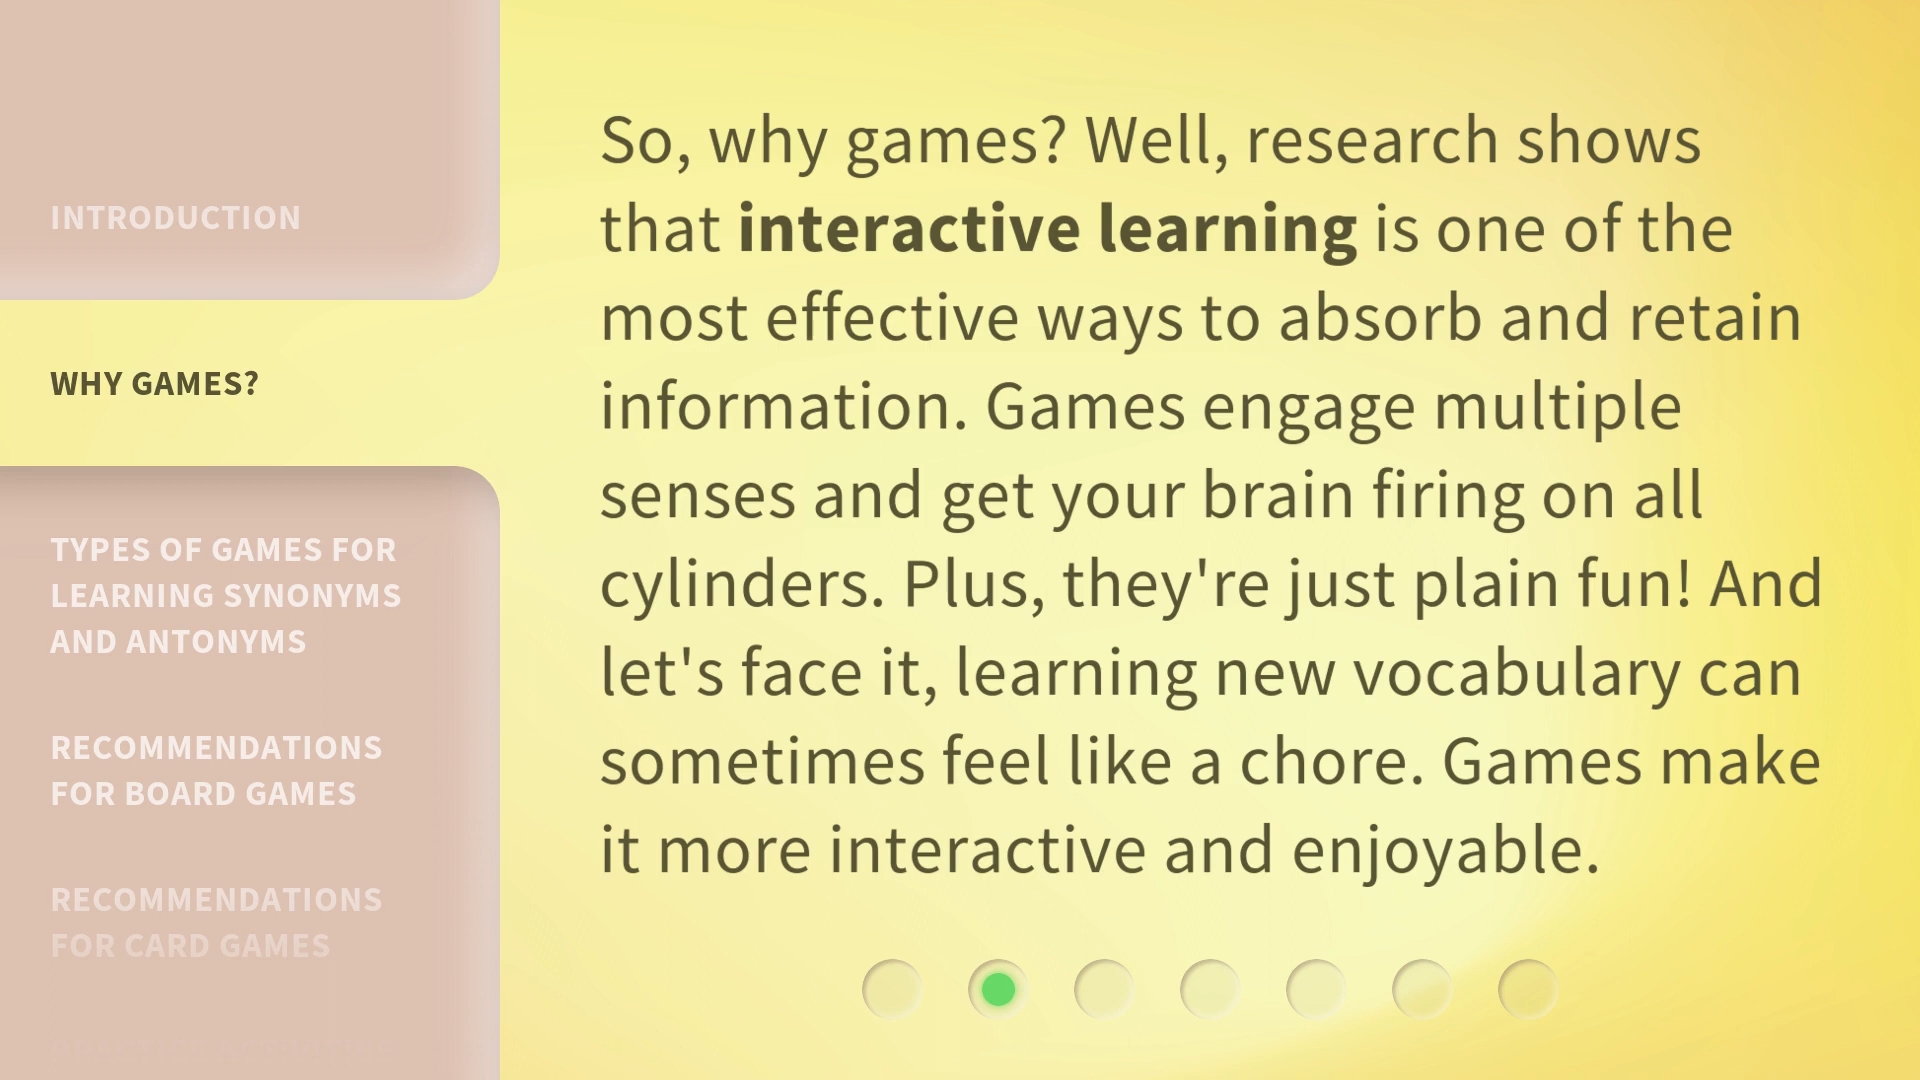 INTRODUCTION
WHY GAMES?
TYPES OF GAMES FOR
LEARNING SYNONYMS
AND ANTONYMS
RECOMMENDATIONS
FOR BOARD GAMES
RECOMMENDATIONS
FOR CARD GAMES
So, why games? Well, research shows
that interactive learning is one of the
most effective ways to absorb and retain
information. Games engage multiple
senses and get your brain firing on all
cylinders. Plus, they're just plain fun! And
let's face it, learning new vocabulary can
sometimes feel like a chore. Games make
it more interactive and enjoyable.